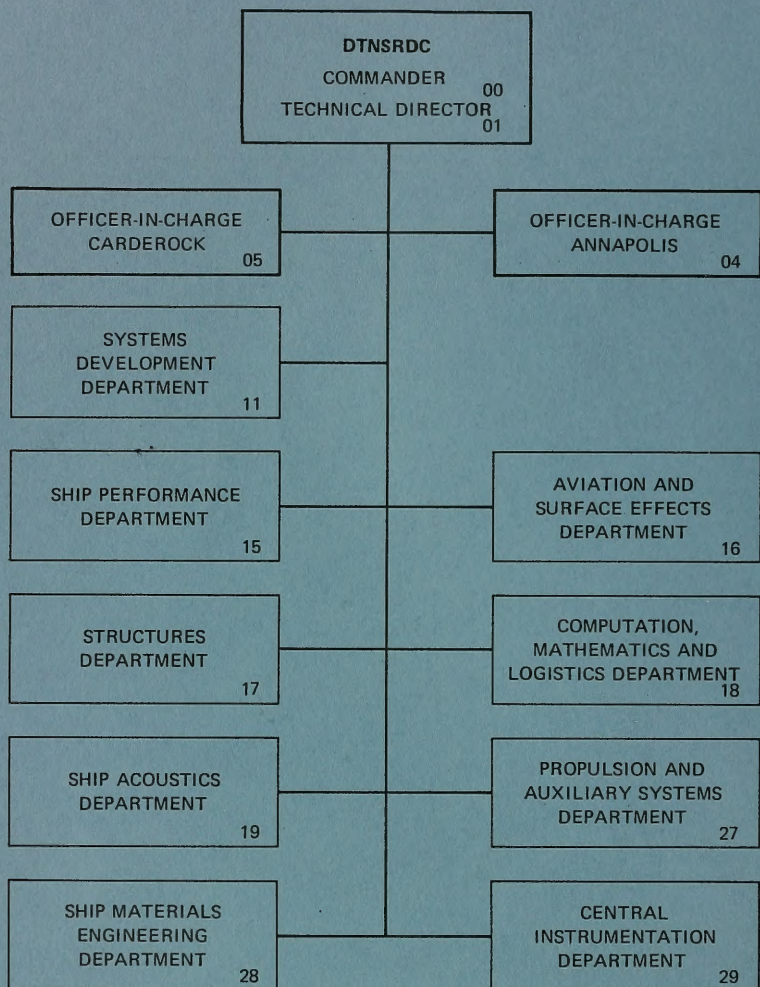 DTNSRDC
COMMANDER
00
TECHNICAL DIRECTOR
01
OFFICER-IN-CHARGE
CARDEROCK
05
OFFICER-IN-CHARGE
ANNAPOLIS
04
SYSTEMS
DEVELOPMENT
DEPARTMENT
11
SHIP PERFORMANCE
DEPARTMENT
15
AVIATION AND
SURFACE EFFECTS
DEPARTMENT
16
STRUCTURES
DEPARTMENT
17
COMPUTATION,
MATHEMATICS AND
LOGISTICS DEPARTMENT
18
SHIP ACOUSTICS
DEPARTMENT
19
PROPULSION AND
AUXILIARY SYSTEMS
DEPARTMENT
27
SHIP MATERIALS
ENGINEERING
DEPARTMENT
28
CENTRAL
INSTRUMENTATION
DEPARTMENT
29